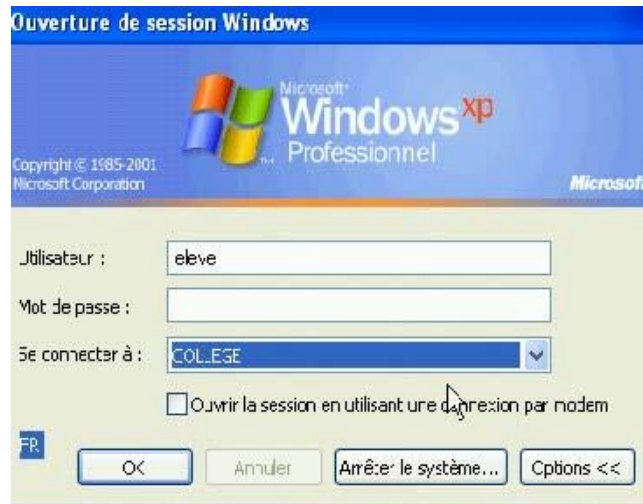 Ouverture de session Windows
Microsoft
Windows xp
Professionnel
Copyright © 1985-2001
Microsoft Corporation
Microsoft
Utilisateur :
eleve
Mot de passe :
Se connecter à :
COLLEGE
Ouvrir la session en utilisant une connexion par modem
FR
OK
Annuler
Arrêter le système...
Options <<